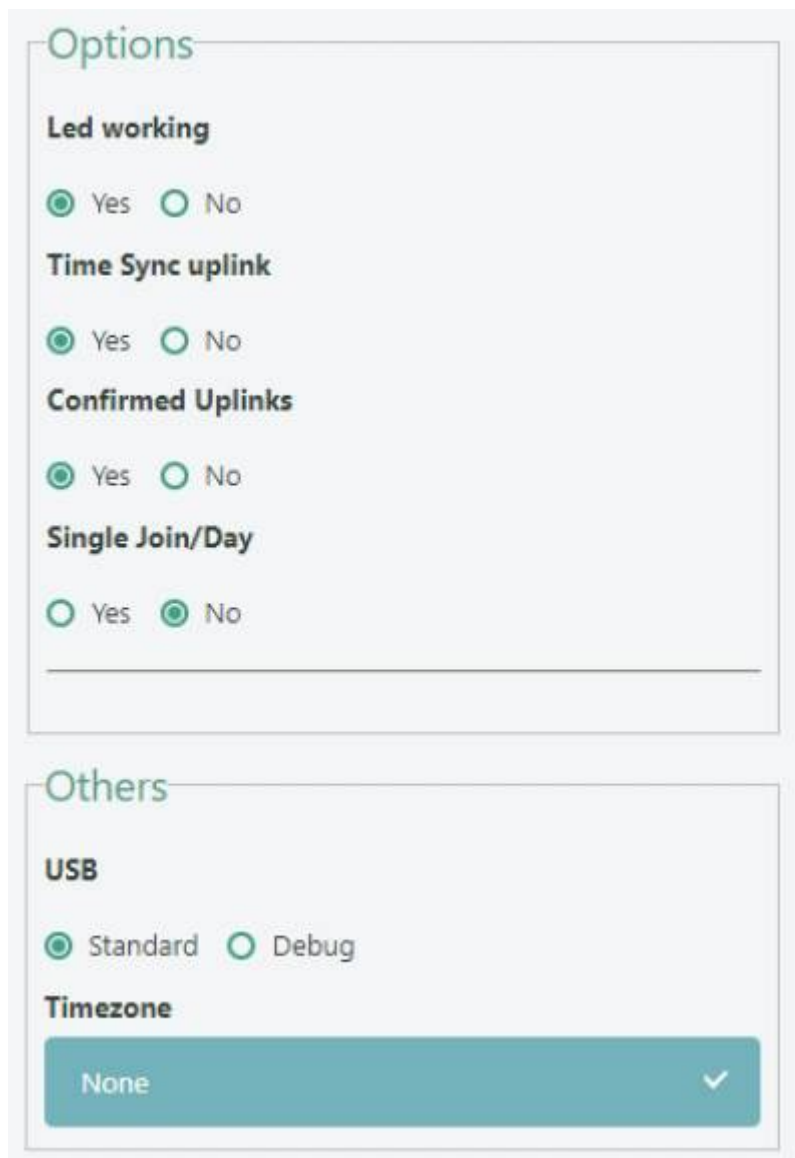 Options
Led working
Yes No
Time Sync uplink
Yes No
Confirmed Uplinks
Yes No
Single Join/Day
Yes No
Others
USB
Standard Debug
Timezone
None